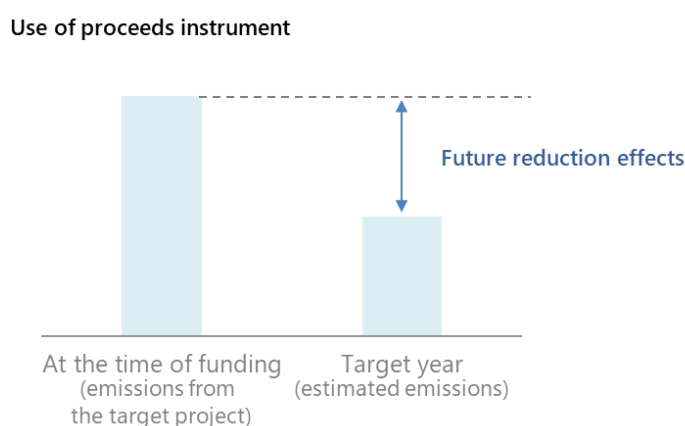 Use of proceeds instrument
Future reduction effects
At the time of funding
(emissions from
the target project)
Target year
(estimated emissions)